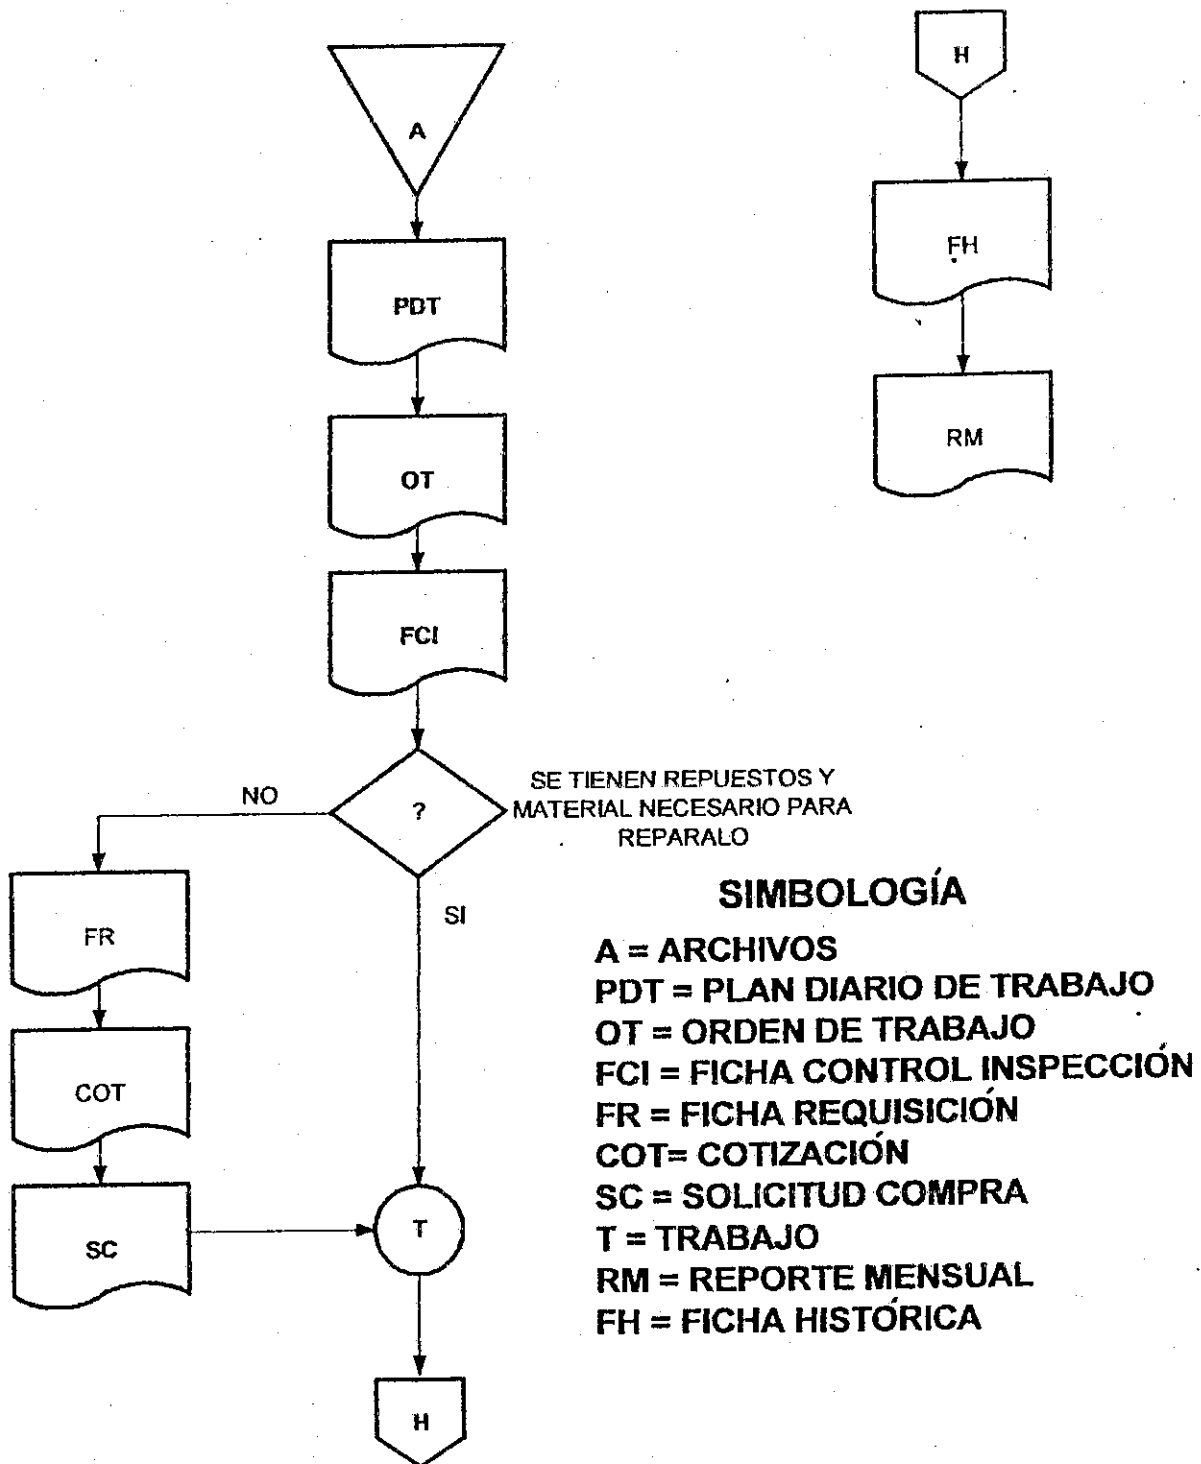 A
PDT
OT
FCI
?
SE TIENEN REPUESTOS Y
MATERIAL NECESARIO PARA
REPARALO
NO
SI
FR
COT
SC
T
H
H
FH
RM
SIMBOLOGÍA
A = ARCHIVOS
PDT = PLAN DIARIO DE TRABAJO
OT = ORDEN DE TRABAJO
FCI = FICHA CONTROL INSPECCIÓN
FR = FICHA REQUISICIÓN
COT= COTIZACIÓN
SC = SOLICITUD COMPRA
T = TRABAJO
RM = REPORTE MENSUAL
FH = FICHA HISTÓRICA